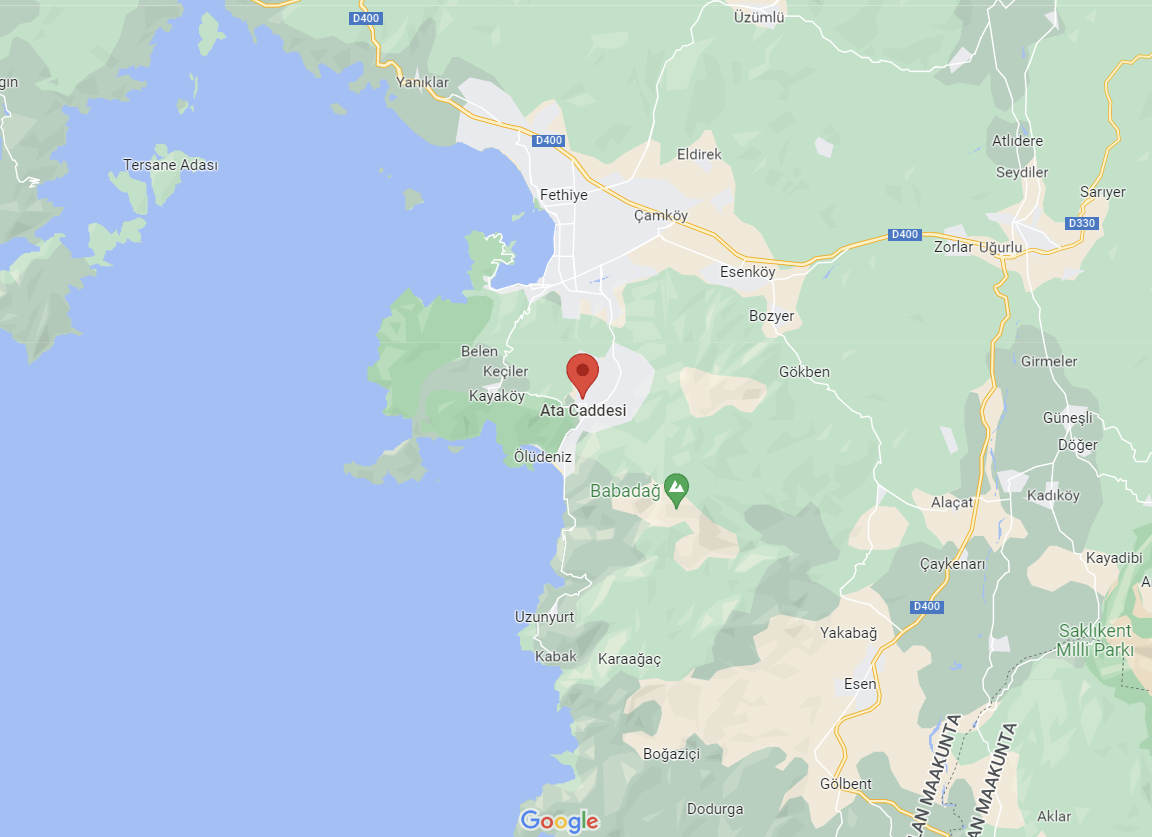 D400
Üzümlü
Yanıklar
D400
Atlıdere
Eldirek
Tersane Adası
Seydiler
Fethiye
Sarıyer
Çamköy
D330
D400
Zorlar
Uğurlu
Esenköy
Bozyer
Belen
Girmeler
Keçiler
Gökben
Kayaköy
Ata Caddesi
Güneşli
Döğer
Ölüdeniz
Babadağ
Kadıköy
Alaçat
Kayadibi
Çaykenarı
D400
Uzunyurt
Yakabağ
Saklıkent
Milli Parkı
Kabak
Karaağaç
Esen
Boğaziçi
Gölbent
LAN MAAKUNTA
AN MAAKUNTA
Dodurga
Aklar
Google